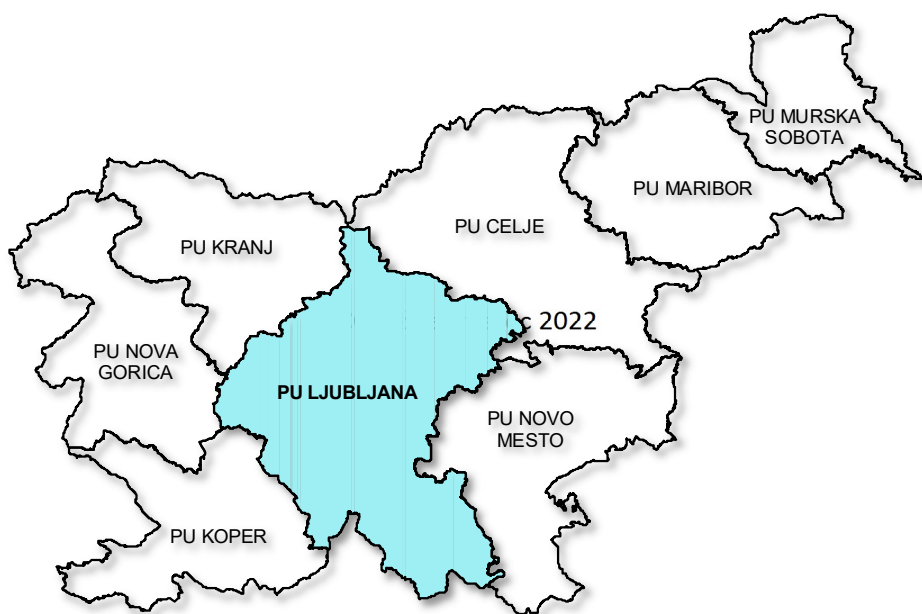 PU MURSKA
SOBOTA
PU MARIBOR
PU CELJE
PU KRANJ
2022
PU NOVA
GORICA
PU LJUBLJANA
PU NOVO
MESTO
PU KOPER